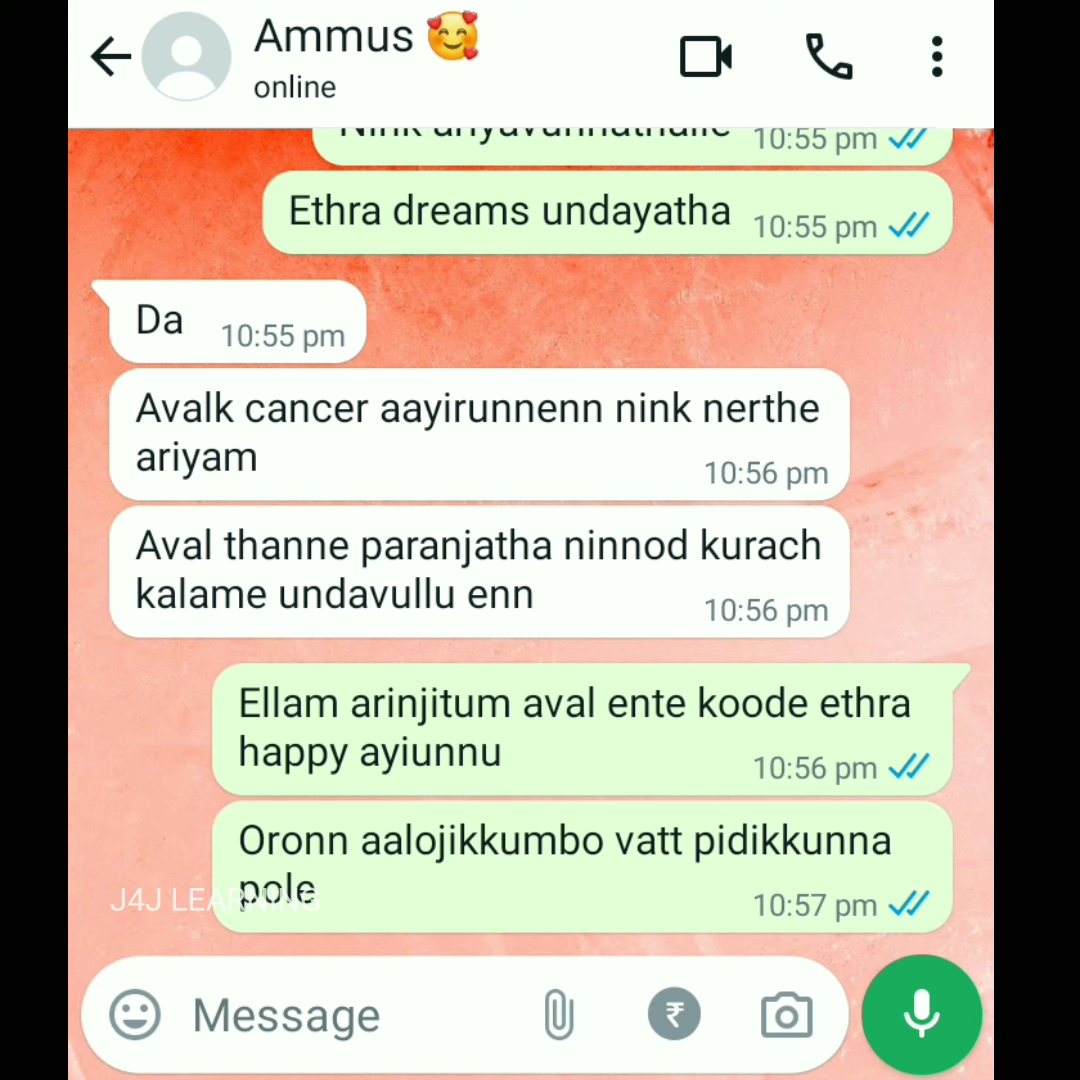 Ammus 🥰
online
10:55 pm
Ethra dreams undayatha 10:55 pm
Da 10:55 pm
Avalk cancer aayirunnenn nink nerthe
ariyam 10:56 pm
Aval thanne paranjatha ninnod kurach
kalame undavullu enn 10:56 pm
Ellam arinjitum aval ente koode ethra
happy ayiunnu 10:56 pm
Oronn aalojikkumbo vatt pidikkunna
pole 10:57 pm
J4J LEARNING
Message